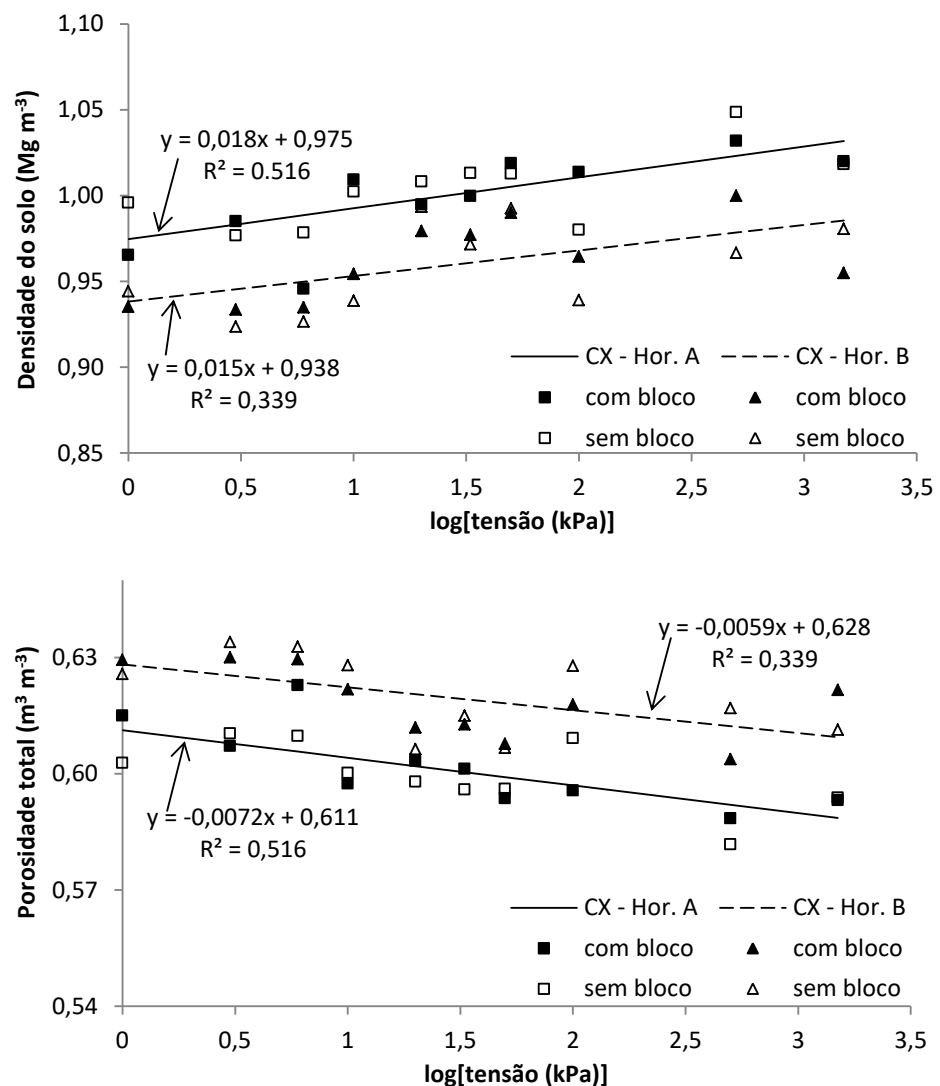 1,10
1,05
1,00
0,95
0,90
0,85
Densidade do solo (Mg m⁻³)
y = 0,018x + 0,975
R² = 0.516
y = 0,015x + 0,938
R² = 0,339
CX - Hor. A
CX - Hor. B
com bloco
com bloco
sem bloco
sem bloco
0 0,5 1 1,5 2 2,5 3 3,5
log[tensão (kPa)]
0,63
0,60
0,57
0,54
Porosidade total (m³ m⁻³)
y = -0,0059x + 0,628
R² = 0,339
y = -0,0072x + 0,611
R² = 0,516
CX - Hor. A
CX - Hor. B
com bloco
com bloco
sem bloco
sem bloco
0 0,5 1 1,5 2 2,5 3 3,5
log[tensão (kPa)]